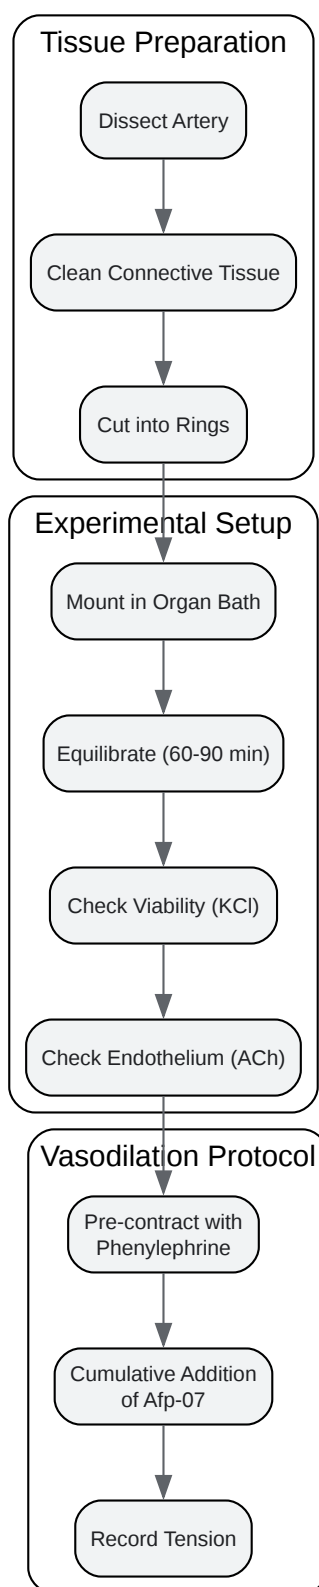 Tissue Preparation
Dissect Artery
Clean Connective Tissue
Cut into Rings
Experimental Setup
Mount in Organ Bath
Equilibrate (60-90 min)
Check Viability (KCl)
Check Endothelium (ACh)
Vasodilation Protocol
Pre-contract with
Phenylephrine
Cumulative Addition
of Afp-07
Record Tension